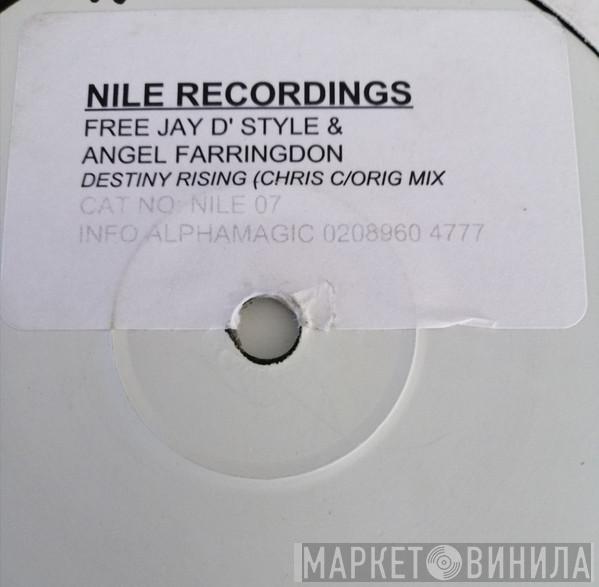 NILE RECORDINGS
FREE JAY D' STYLE &
ANGEL FARRINGDON
DESTINY RISING (CHRIS C/ORIG MIX
CAT NO: NILE 07
INFO ALPHAMAGIC 0208960 4777
МАРКЕТ ВИНИЛА